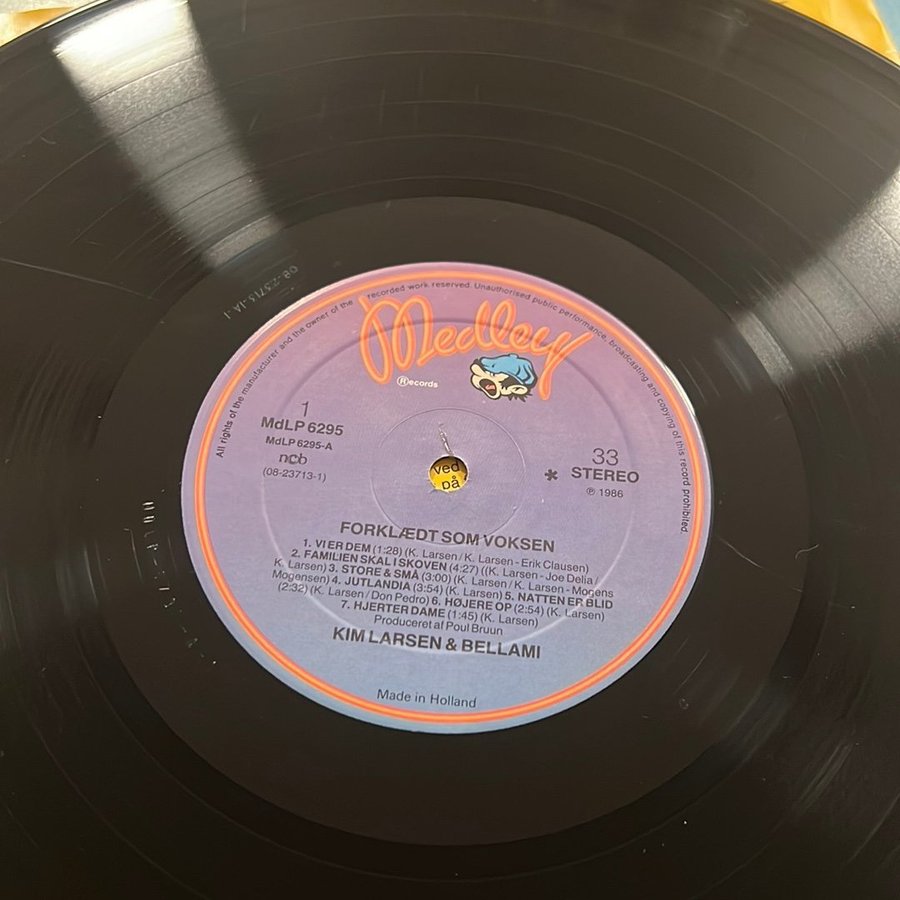 All rights of the manufacturer and the owner of the recorded work reserved. Unauthorised public performance, broadcasting and copying of this record prohibited.
Medley
Records
1
MdLP 6295
MdLP 6295-A
ncb
(08-23713-1)
33
* STEREO
℗ 1986
ved
på
FORKLÆDT SOM VOKSEN
1. VI ER DEM (1:28) (K. Larsen / K. Larsen - Erik Clausen)
2. FAMILIEN SKAL I SKOVEN (4:27) ((K. Larsen - Joe Delia /
K. Larsen) 3. STORE & SMÅ (3:00) (K. Larsen / K. Larsen - Mogens
Mogensen) 4. JUTLANDIA (3:54) (K. Larsen) 5. NATTEN ER BLID
(2:32) (K. Larsen / Don Pedro) 6. HØJERE OP (2:54) (K. Larsen)
7. HJERTER DAME (1:45) (K. Larsen)
Produceret af Poul Bruun
KIM LARSEN & BELLAMI
Made in Holland